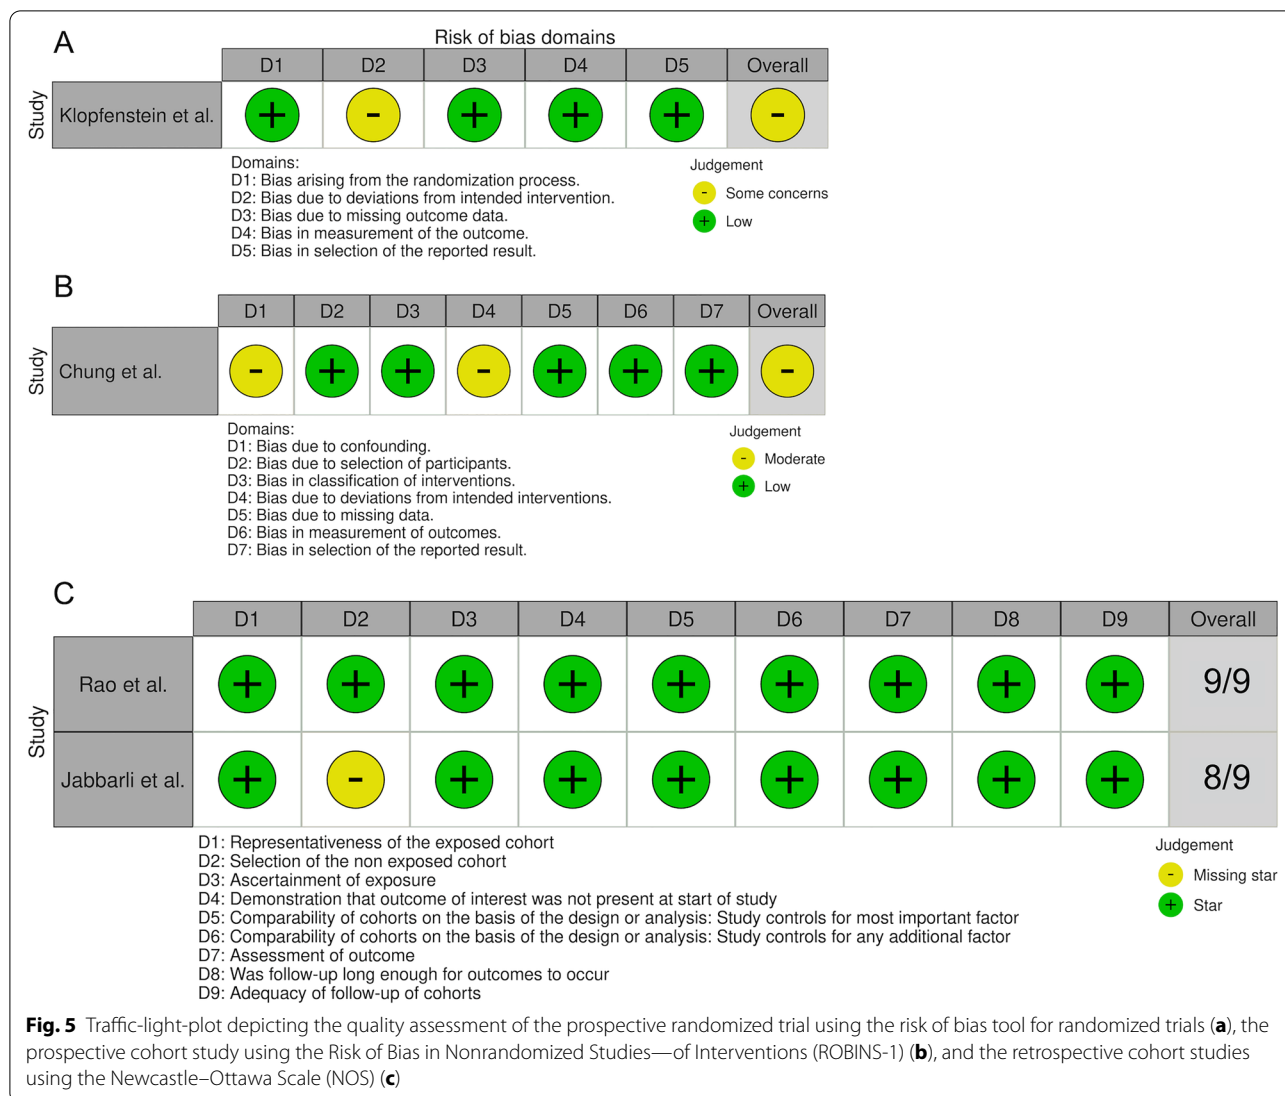 A
Risk of bias domains
D1 D2 D3 D4 D5 Overall
Study
Klopfenstein et al. + - + + + -
Domains:
D1: Bias arising from the randomization process.
D2: Bias due to deviations from intended intervention.
D3: Bias due to missing outcome data.
D4: Bias in measurement of the outcome.
D5: Bias in selection of the reported result.
Judgement
- Some concerns
+ Low
B
D1 D2 D3 D4 D5 D6 D7 Overall
Study
Chung et al. - + + - + + + -
Domains:
D1: Bias due to confounding.
D2: Bias due to selection of participants.
D3: Bias in classification of interventions.
D4: Bias due to deviations from intended interventions.
D5: Bias due to missing data.
D6: Bias in measurement of outcomes.
D7: Bias in selection of the reported result.
Judgement
- Moderate
+ Low
C
D1 D2 D3 D4 D5 D6 D7 D8 D9 Overall
Study
Rao et al. + + + + + + + + + 9/9
Jabbarli et al. + - + + + + + + + 8/9
D1: Representativeness of the exposed cohort
D2: Selection of the non exposed cohort
D3: Ascertainment of exposure
D4: Demonstration that outcome of interest was not present at start of study
D5: Comparability of cohorts on the basis of the design or analysis: Study controls for most important factor
D6: Comparability of cohorts on the basis of the design or analysis: Study controls for any additional factor
D7: Assessment of outcome
D8: Was follow-up long enough for outcomes to occur
D9: Adequacy of follow-up of cohorts
Judgement
- Missing star
+ Star
Fig. 5 Traffic-light-plot depicting the quality assessment of the prospective randomized trial using the risk of bias tool for randomized trials (a), the
prospective cohort study using the Risk of Bias in Nonrandomized Studies—of Interventions (ROBINS-1) (b), and the retrospective cohort studies
using the Newcastle–Ottawa Scale (NOS) (c)